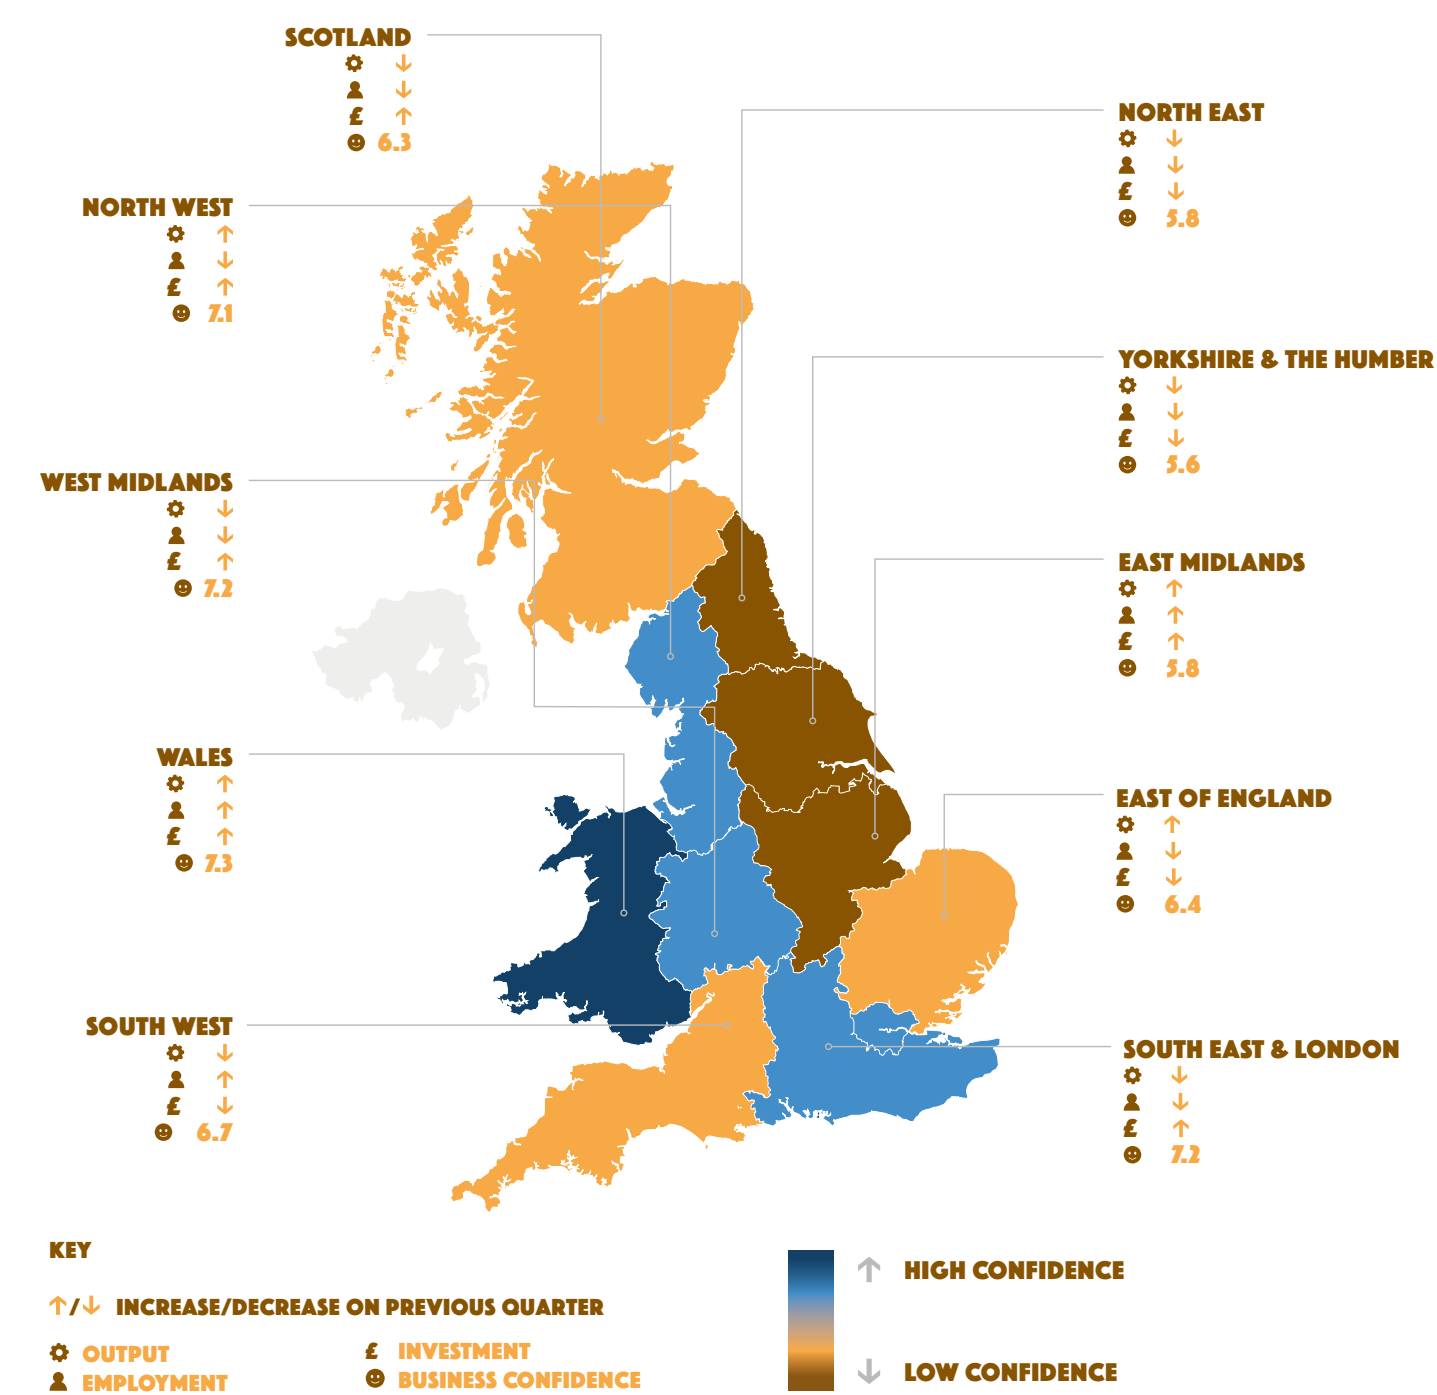 SCOTLAND
↓
↓
£ ↑
6.3
NORTH WEST
↑
↓
£ ↑
7.1
WEST MIDLANDS
↓
↓
£ ↑
7.2
WALES
↑
↑
£ ↑
7.3
SOUTH WEST
↓
↑
£ ↓
6.7
NORTH EAST
↓
↓
£ ↓
5.8
YORKSHIRE & THE HUMBER
↓
↓
£ ↓
5.6
EAST MIDLANDS
↑
↑
£ ↑
5.8
EAST OF ENGLAND
↑
↓
£ ↓
6.4
SOUTH EAST & LONDON
↓
↓
£ ↑
7.2
KEY
↑/↓ INCREASE/DECREASE ON PREVIOUS QUARTER
OUTPUT
EMPLOYMENT
£ INVESTMENT
BUSINESS CONFIDENCE
↑ HIGH CONFIDENCE
↓ LOW CONFIDENCE